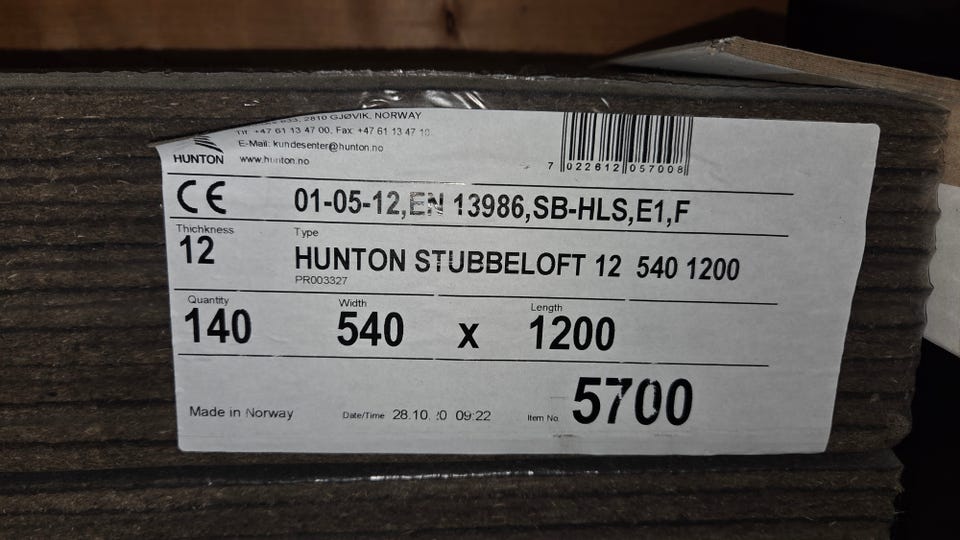 2810 GJØVIK, NORWAY
+47 61 13 47 00, Fax: +47 61 13 47 10
E-Mail: kundesenter@hunton.no
HUNTON
www.hunton.no
7 022612 057008
CE 01-05-12,EN 13986,SB-HLS,E1,F
Thickness
12
Type
HUNTON STUBBELOFT 12 540 1200
PR003327
Quantity
140
Width
540
x
Length
1200
Made in Norway
Date/Time 28.10. 09:22
Item No 5700